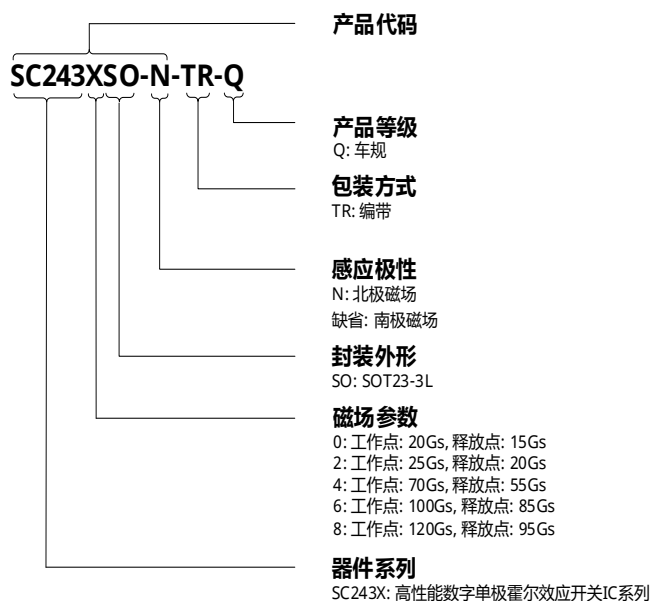 产品代码
SC243XSO-N-TR-Q
产品等级
Q: 车规
包装方式
TR: 编带
感应极性
N: 北极磁场
缺省: 南极磁场
封装外形
SO: SOT23-3L
磁场参数
0: 工作点: 20Gs, 释放点: 15Gs
2: 工作点: 25Gs, 释放点: 20Gs
4: 工作点: 70Gs, 释放点: 55Gs
6: 工作点: 100Gs, 释放点: 85Gs
8: 工作点: 120Gs, 释放点: 95Gs
器件系列
SC243X: 高性能数字单极霍尔效应开关IC系列